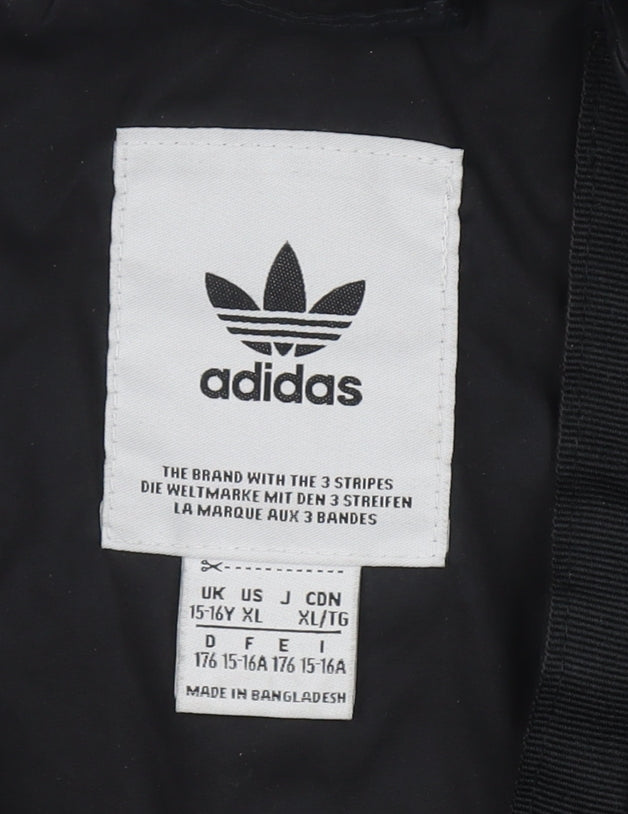 adidas
THE BRAND WITH THE 3 STRIPES
DIE WELTMARKE MIT DEN 3 STREIFEN
LA MARQUE AUX 3 BANDES
UK US J CDN
15-16Y XL XL/TG
D F E I
176 15-16A 176 15-16A
MADE IN BANGLADESH